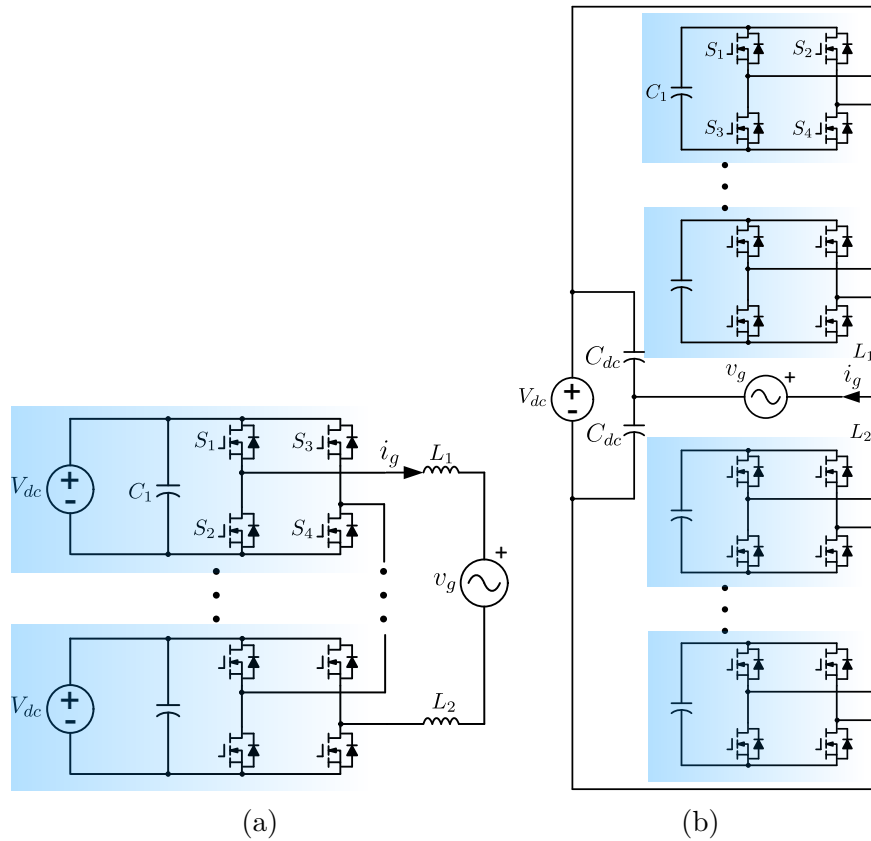 S1 S2
C1
S3 S4
L1
Cdc
vg + ig
Vdc + -
Cdc
L2
S1 S3
Vdc + - C1
ig L1
S2 S4
vg +
Vdc + -
L2
(a) (b)